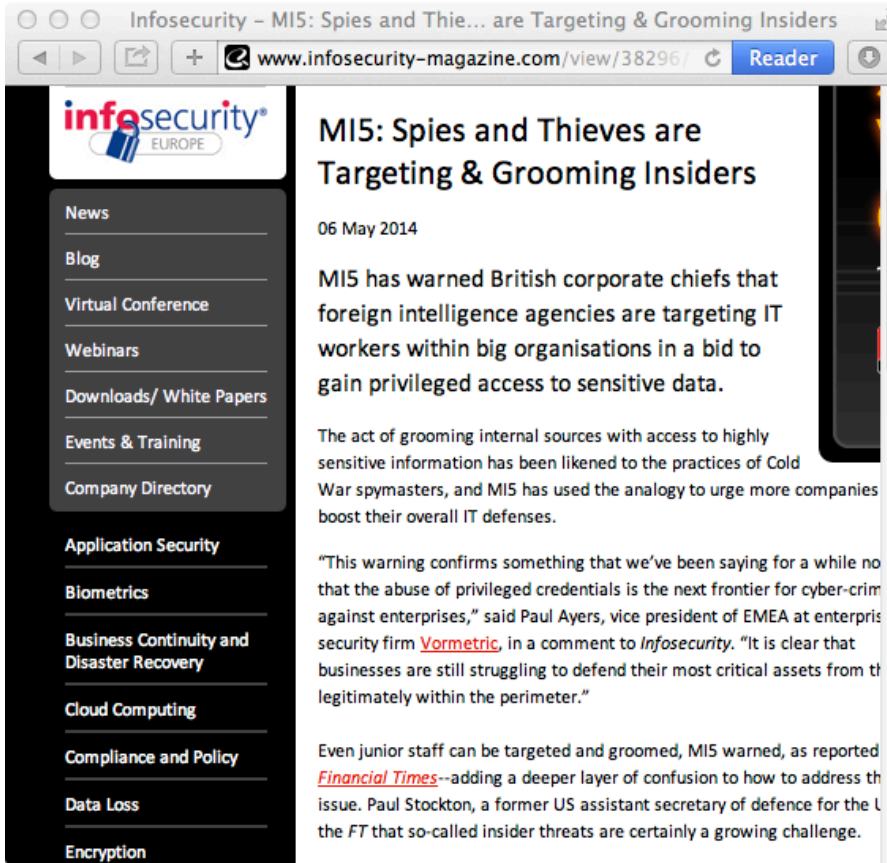 Infosecurity – MI5: Spies and Thie... are Targeting & Grooming Insiders
www.infosecurity-magazine.com/view/38296/
Reader
infosecurity®
EUROPE
News
Blog
Virtual Conference
Webinars
Downloads/ White Papers
Events & Training
Company Directory
Application Security
Biometrics
Business Continuity and
Disaster Recovery
Cloud Computing
Compliance and Policy
Data Loss
Encryption
MI5: Spies and Thieves are
Targeting & Grooming Insiders
06 May 2014
MI5 has warned British corporate chiefs that
foreign intelligence agencies are targeting IT
workers within big organisations in a bid to
gain privileged access to sensitive data.
The act of grooming internal sources with access to highly
sensitive information has been likened to the practices of Cold
War spymasters, and MI5 has used the analogy to urge more companies
boost their overall IT defenses.
“This warning confirms something that we’ve been saying for a while no
that the abuse of privileged credentials is the next frontier for cyber-crim
against enterprises,” said Paul Ayers, vice president of EMEA at enterpris
security firm Vormetric, in a comment to Infosecurity. “It is clear that
businesses are still struggling to defend their most critical assets from th
legitimately within the perimeter.”
Even junior staff can be targeted and groomed, MI5 warned, as reported
Financial Times--adding a deeper layer of confusion to how to address th
issue. Paul Stockton, a former US assistant secretary of defence for the U
the FT that so-called insider threats are certainly a growing challenge.